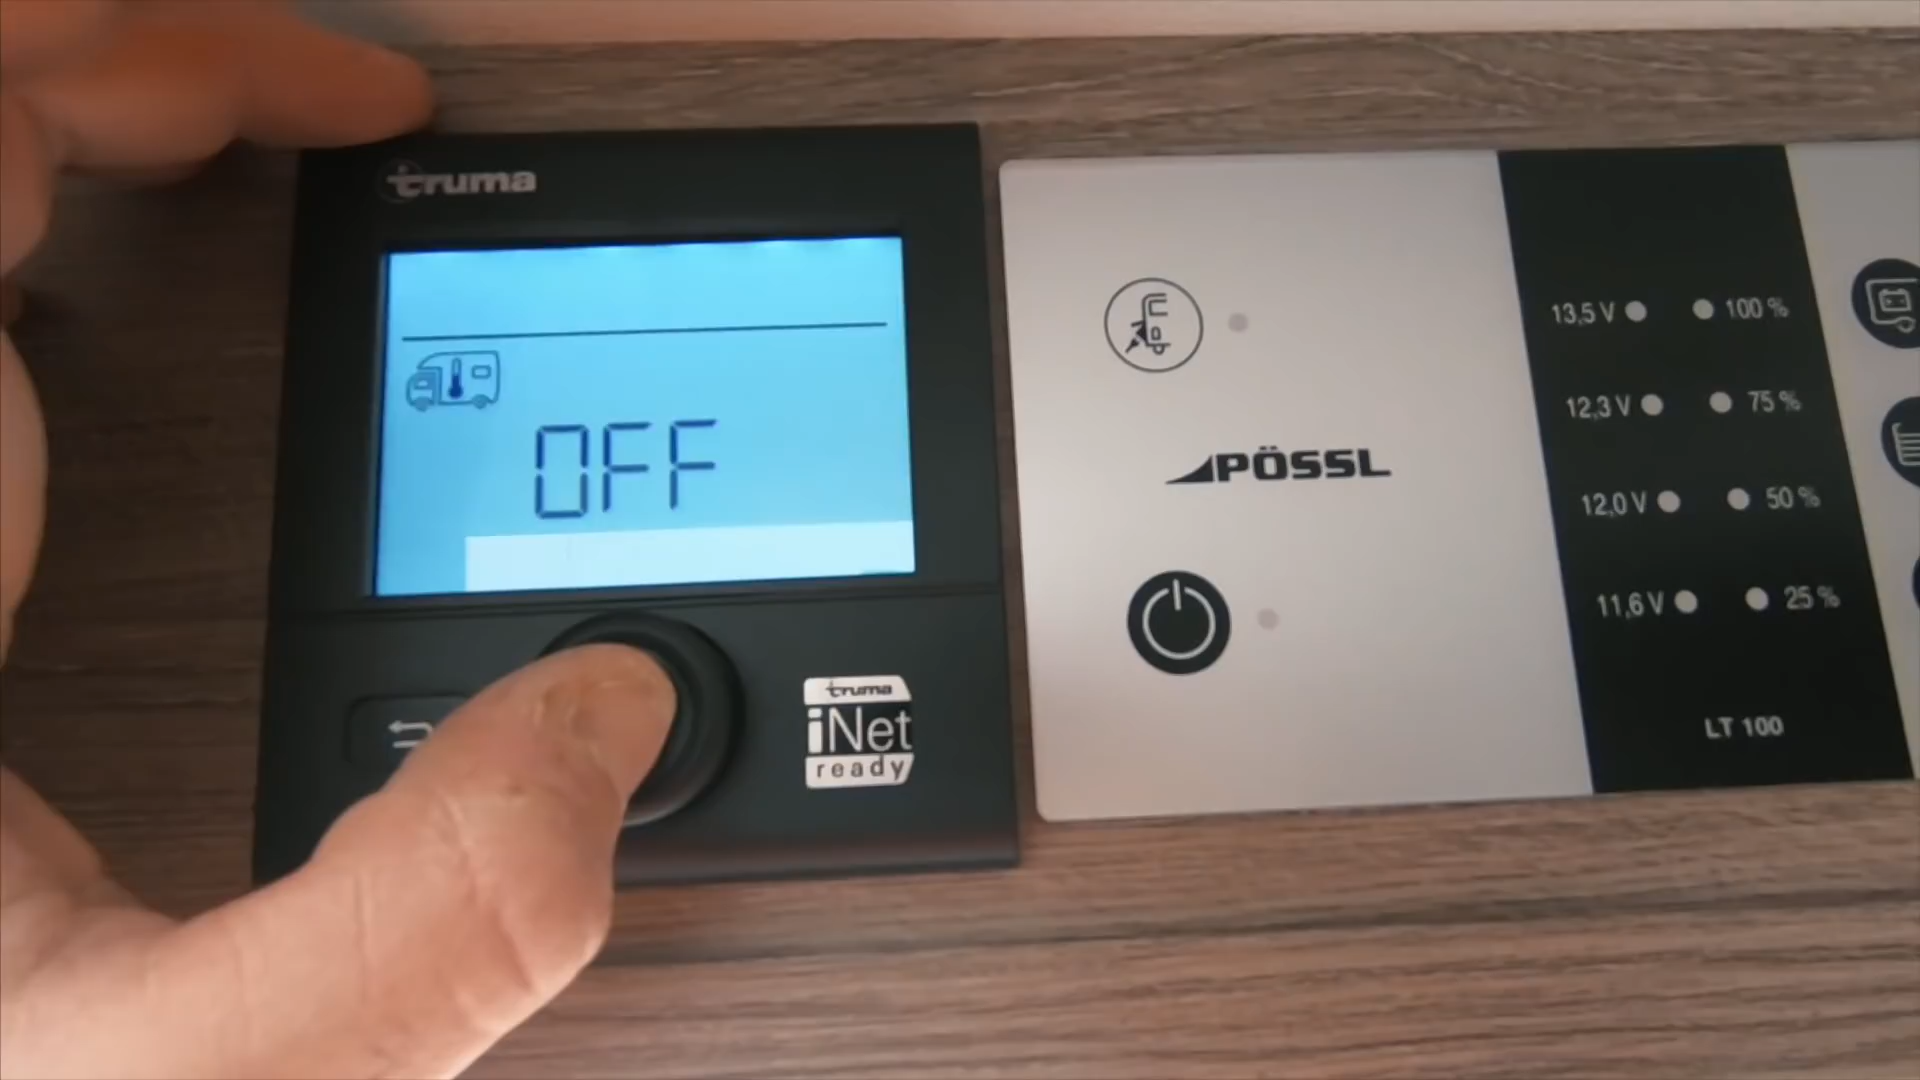 truma
OFF
truma
iNet
ready
PÖSSL
13,5 V 100 %
12,3 V 75 %
12,0 V 50 %
11,6 V 25 %
LT 100